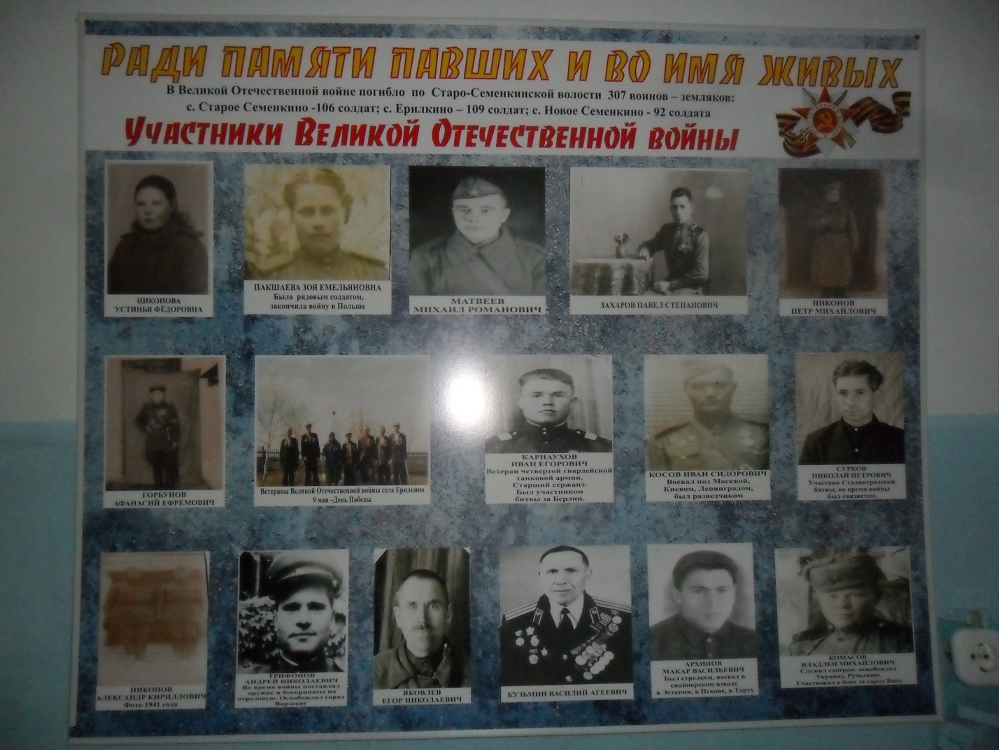 РАДИ ПАМЯТИ ПАВШИХ И ВО ИМЯ ЖИВЫХ
В Великой Отечественной войне погибло по Старо-Семенкинской волости 307 воинов – земляков:
с. Старое Семенкино -106 солдат; с. Ерилкино – 109 солдат; с. Новое Семенкино - 92 солдата
УЧАСТНИКИ ВЕЛИКОЙ ОТЕЧЕСТВЕННОЙ ВОЙНЫ
НИКОНОВА
УСТИНЬЯ ФЁДОРОВНА
ПАКШАЕВА ЗОЯ ЕМЕЛЬЯНОВНА
Была рядовым солдатом,
закончила войну в Польше
МАТВЕЕВ
МИХАИЛ РОМАНОВИЧ
ЗАХАРОВ ПАВЕЛ СТЕПАНОВИЧ
НИКОНОВ
ПЕТР МИХАЙЛОВИЧ
ГОРБУНОВ
АФАНАСИЙ ЕФРЕМОВИЧ
Ветераны Великой Отечественной войны села Ерилкино
9 мая –День Победы.
КАРНАУХОВ
ИВАН ЕГОРОВИЧ
Ветеран четвертой гвардейской
танковой армии.
Старший сержант.
Был участником
битвы за Берлин.
КОСОВ ИВАН СИДОРОВИЧ
Воевал под Москвой,
Киевом, Ленинградом,
был разведчиком
СУРКОВ
НИКОЛАЙ ПЕТРОВИЧ
Участник Сталинградской
битвы, во время войны
был связистом.
НИКОНОВ
АЛЕКСАНДР КИРИЛЛОВИЧ
Фото 1941 года
ТРИФОНОВ
АНДРЕЙ НИКОЛАЕВИЧ
Во время войны поставлял
оружие и боеприпасы на
передовую. Освобождал город
Варшаву
ЯКОВЛЕВ
ЕГОР НИКОЛАЕВИЧ
КУЗЬМИН ВАСИЛИЙ АГЕЕВИЧ
АРХИПОВ
МАКАР ВАСИЛЬЕВИЧ
Был стрелком, воевал в
снайперском взводе
в Эстонии, в Пскове, в Тарту
КОМАСОВ
ВЛАДЛЕН МИХАЙЛОВИЧ
Служил сапёром, освобождал
Украину, Румынию.
Участвовал в боях за город Вену